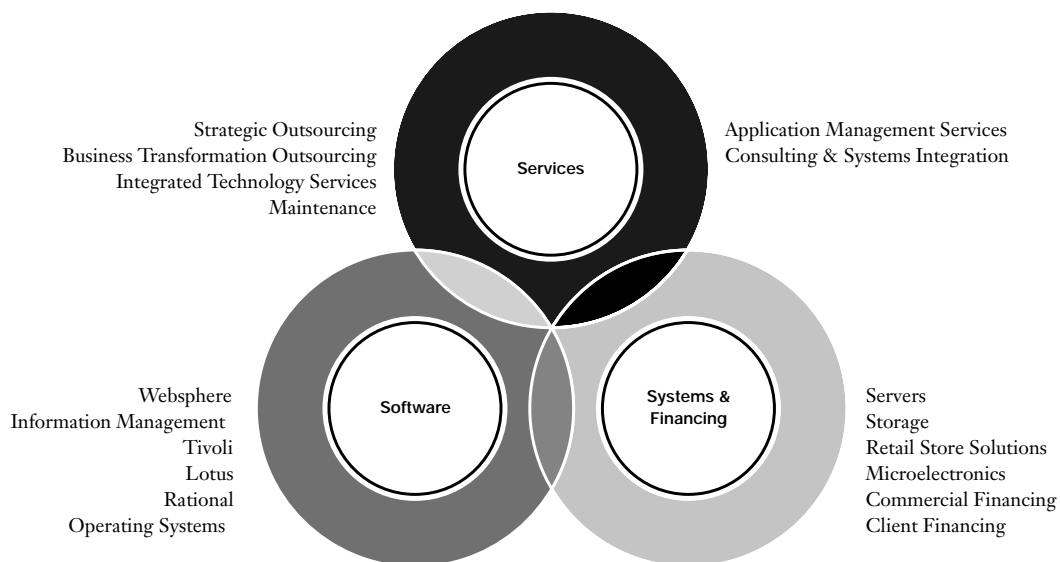 Strategic Outsourcing
Business Transformation Outsourcing
Integrated Technology Services
Maintenance
Services
Application Management Services
Consulting & Systems Integration
Websphere
Information Management
Tivoli
Lotus
Rational
Operating Systems
Software
Systems &
Financing
Servers
Storage
Retail Store Solutions
Microelectronics
Commercial Financing
Client Financing